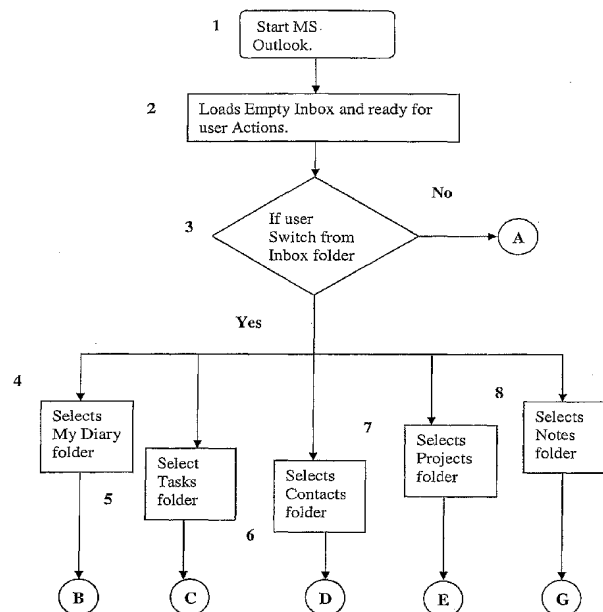 1
Start MS
Outlook.
2
Loads Empty Inbox and ready for
user Actions.
No
3
If user
Switch from
Inbox folder
A
Yes
4
Selects
My Diary
folder
5
Select
Tasks
folder
6
Selects
Contacts
folder
7
Selects
Projects
folder
8
Selects
Notes
folder
B
C
D
E
G